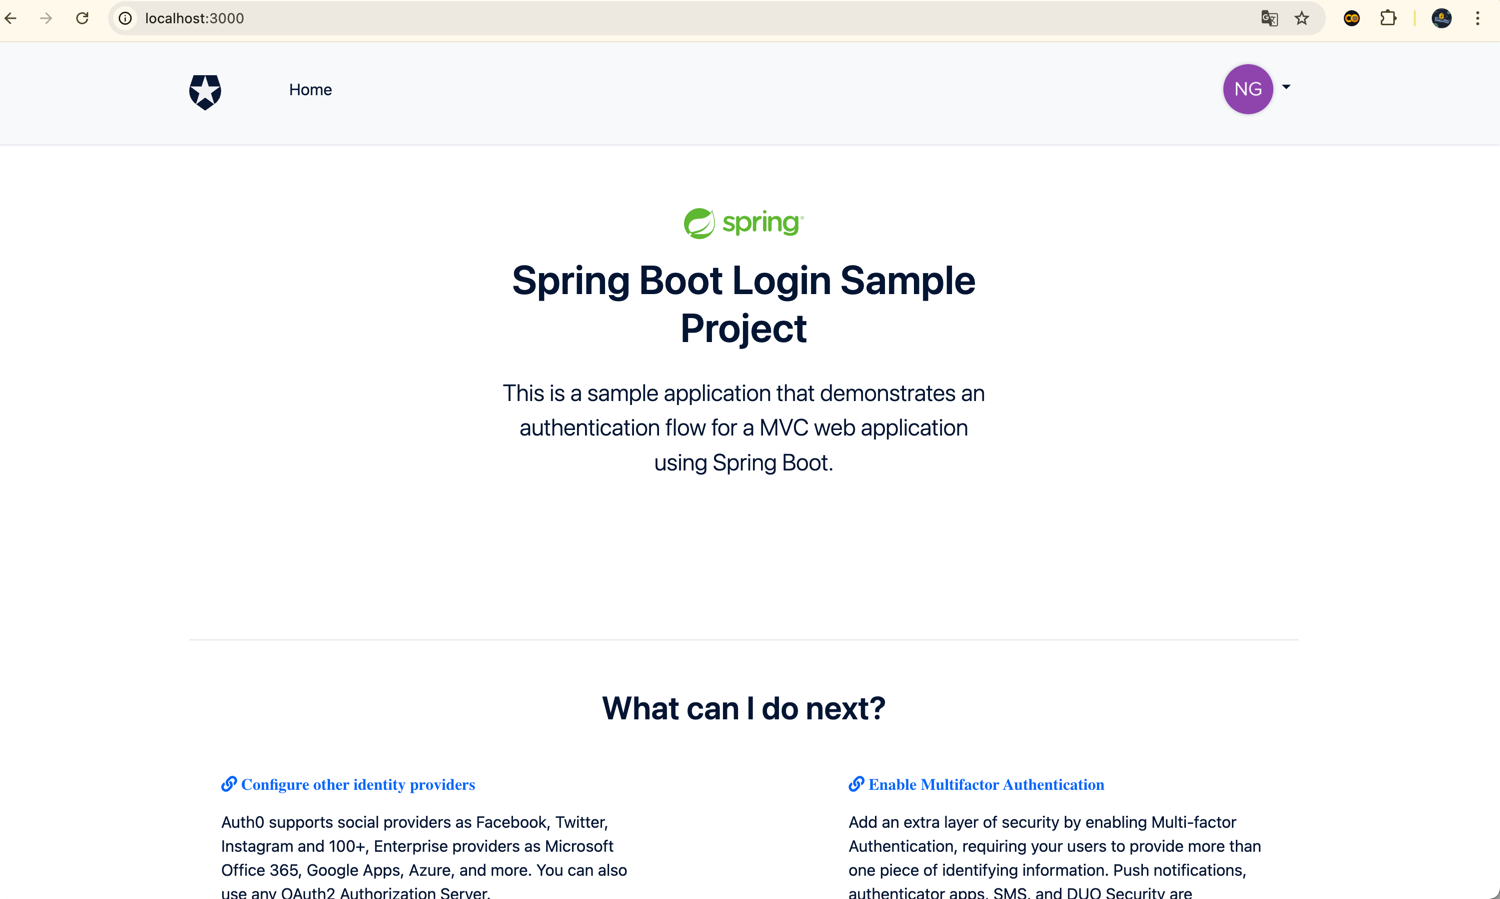 localhost:3000
Home
NG
spring
Spring Boot Login Sample
Project
This is a sample application that demonstrates an
authentication flow for a MVC web application
using Spring Boot.
What can I do next?
Configure other identity providers
Auth0 supports social providers as Facebook, Twitter,
Instagram and 100+, Enterprise providers as Microsoft
Office 365, Google Apps, Azure, and more. You can also
use any OAuth2 Authorization Server.
Enable Multifactor Authentication
Add an extra layer of security by enabling Multi-factor
Authentication, requiring your users to provide more than
one piece of identifying information. Push notifications,
authenticator apps, SMS, and DUO Security are